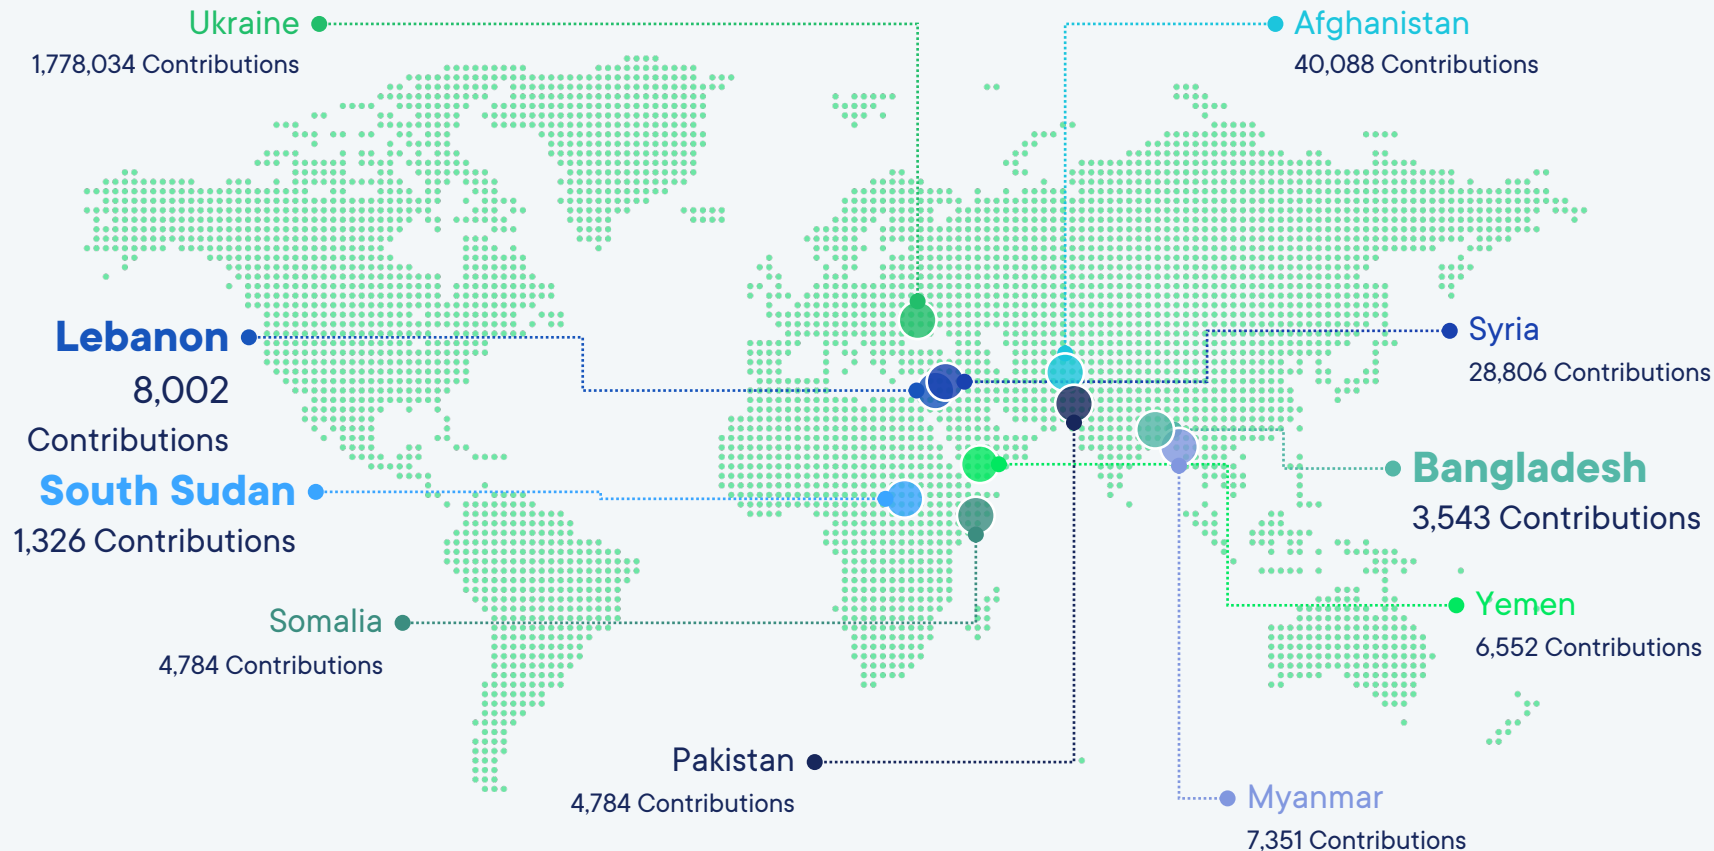 Ukraine
1,778,034 Contributions
Afghanistan
40,088 Contributions
Lebanon
8,002
Contributions
Syria
28,806 Contributions
South Sudan
1,326 Contributions
Bangladesh
3,543 Contributions
Somalia
4,784 Contributions
Yemen
6,552 Contributions
Pakistan
4,784 Contributions
Myanmar
7,351 Contributions